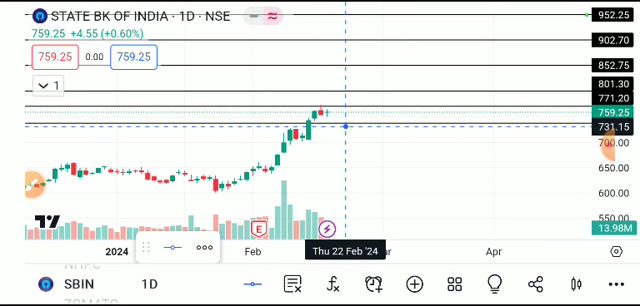 STATE BK OF INDIA · 1D · NSE
759.25 +4.55 (+0.60%)
759.25 0.00 759.25
1
952.25
902.70
852.75
801.30
771.20
759.25
731.15
700.00
650.00
600.00
550.00
13.98M
E
2024 Feb Thu 22 Feb '24 Apr
SBIN 1D
ZOMATO